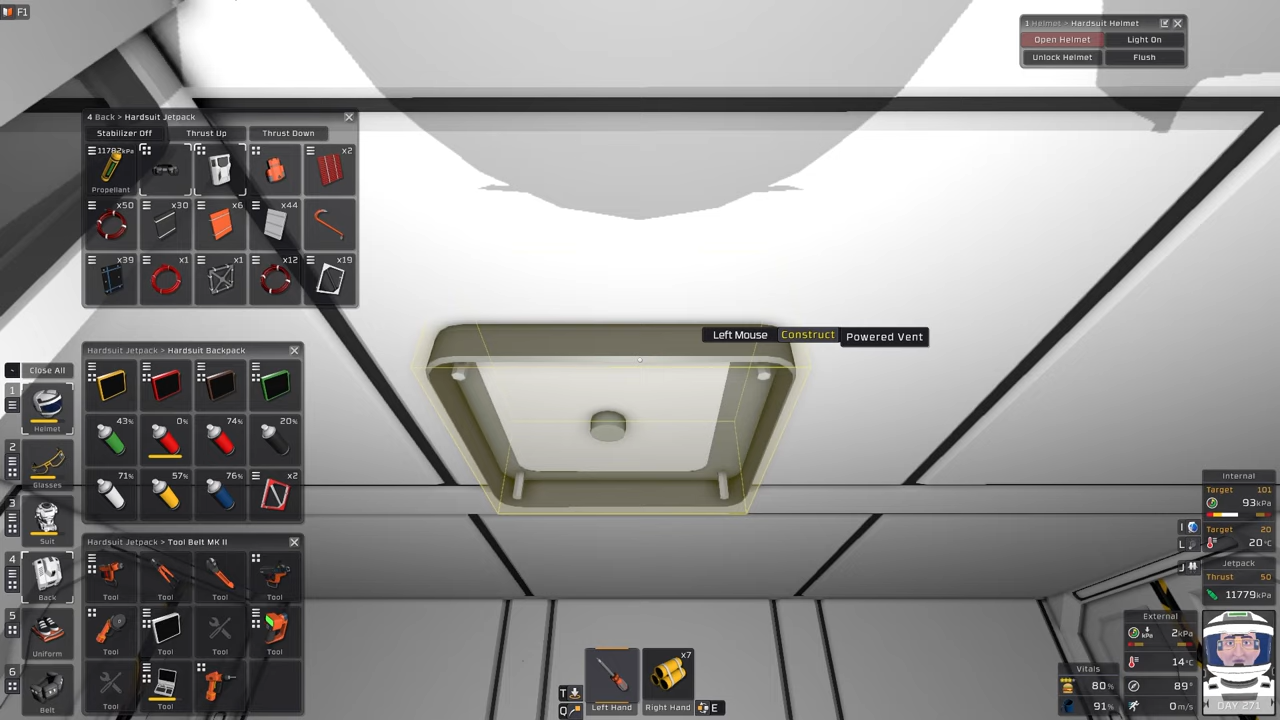 F1
1 Helmet > Hardsuit Helmet
Open Helmet
Light On
Unlock Helmet
Flush
4 Back > Hardsuit Jetpack
Stabilizer Off
Thrust Up
Thrust Down
11782kPa
x2
Propellant
x50
x30
x6
x44
x39
x1
x1
x12
x19
Left Mouse
Construct
Powered Vent
Hardsuit Jetpack > Hardsuit Backpack
43%
0%
74%
20%
71%
57%
76%
x2
Close All
1
Helmet
2
Glasses
3
Suit
4
Back
5
Uniform
6
Belt
Hardsuit Jetpack > Tool Belt MK II
Tool
Tool
Tool
Tool
Tool
Tool
Tool
Tool
Tool
Tool
Tool
x7
T
Q
Left Hand
Right Hand
E
Internal
Target 101
93kPa
Target 20
20°C
I
L
J
Jetpack
Thrust 50
11779kPa
External
kPa
2kPa
14°C
89°
0m/s
Vitals
80%
91%
DAY 271